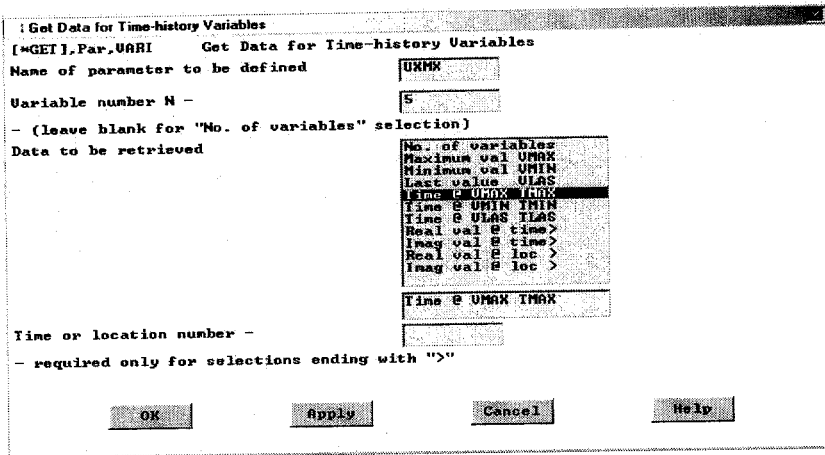 Get Data for Time-history Variables
[*GET],Par,VARI Get Data for Time-history Variables
Name of parameter to be defined UXMX
Variable number N - 5
- (leave blank for "No. of variables" selection)
Data to be retrieved
No. of variables
Maximum val VMAX
Minimum val VMIN
Last value VLAS
Time @ VMAX TMAX
Time @ VMIN TMIN
Time @ VLAS TLAS
Real val @ time>
Imag val @ time>
Real val @ loc >
Imag val @ loc >
Time @ VMAX TMAX
Time or location number -
- required only for selections ending with ">"
OK Apply Cancel Help